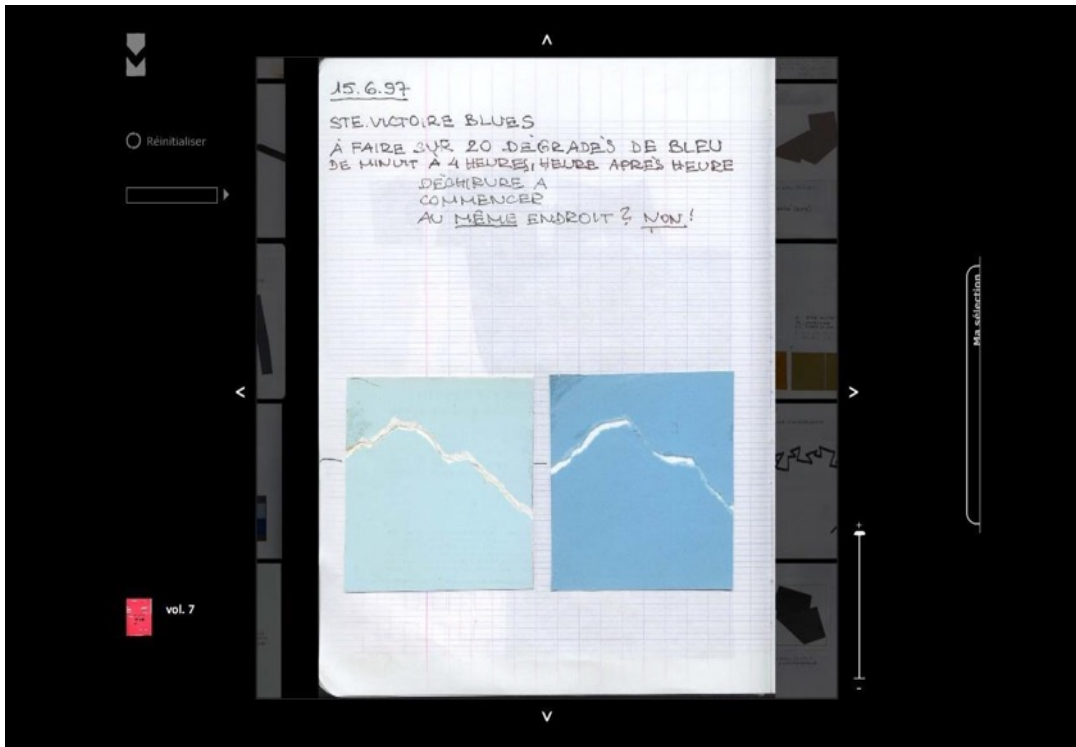 15.6.97
STE.VICTOIRE BLUES
À FAIRE SUR 20 DÉGRADÉS DE BLEU
DE MINUIT À 4 HEURES, HEURE APRÈS HEURE
DÉCHIRURE A
COMMENCER
AU MÊME ENDROIT ? NON !
Réinitialiser
Ma sélection
vol. 7